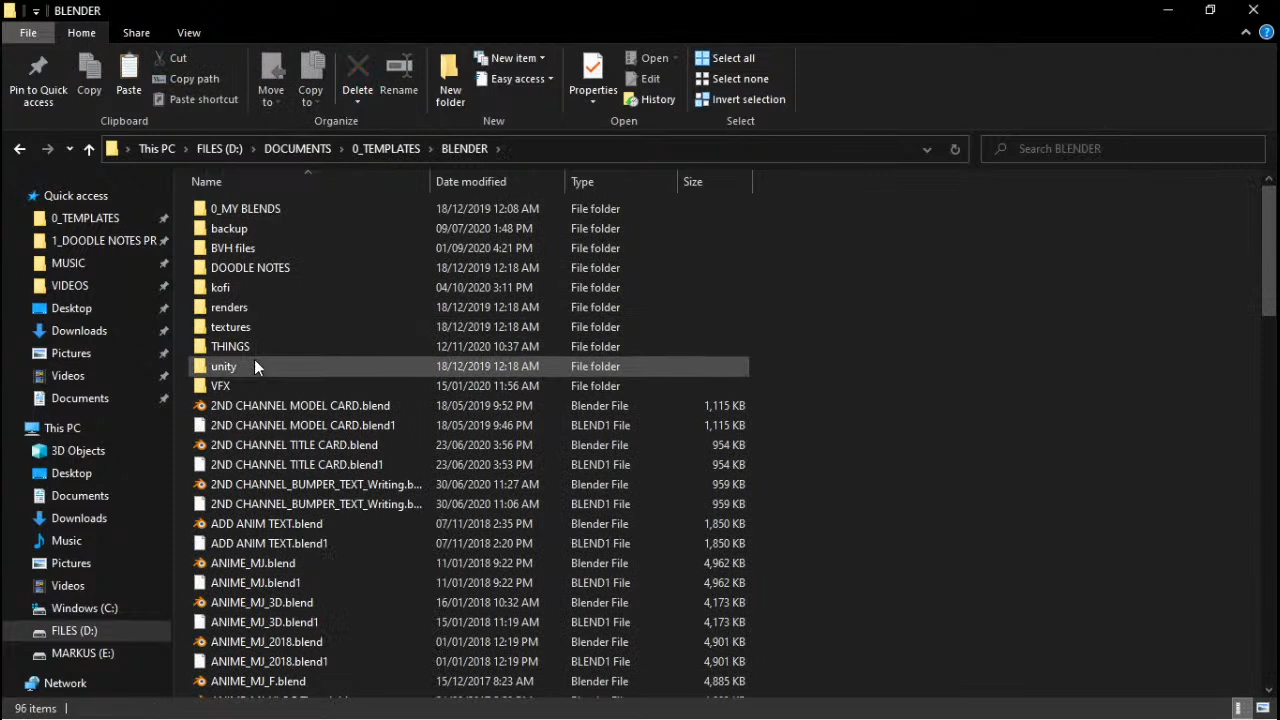 BLENDER
File Home Share View
Pin to Quick access
Copy
Paste
Cut
Copy path
Paste shortcut
Clipboard
Move to
Copy to
Delete
Rename
Organize
New folder
New item
Easy access
New
Properties
Open
Edit
History
Open
Select all
Select none
Invert selection
Select
This PC › FILES (D:) › DOCUMENTS › 0_TEMPLATES › BLENDER ›
Search BLENDER
Quick access
0_TEMPLATES
1_DOODLE NOTES PR
MUSIC
VIDEOS
Desktop
Downloads
Pictures
Videos
Documents
This PC
3D Objects
Desktop
Documents
Downloads
Music
Pictures
Videos
Windows (C:)
FILES (D:)
MARKUS (E:)
Network
Name Date modified Type Size
0_MY BLENDS 18/12/2019 12:08 AM File folder
backup 09/07/2020 1:48 PM File folder
BVH files 01/09/2020 4:21 PM File folder
DOODLE NOTES 18/12/2019 12:18 AM File folder
kofi 04/10/2020 3:11 PM File folder
renders 18/12/2019 12:18 AM File folder
textures 18/12/2019 12:18 AM File folder
THINGS 12/11/2020 10:37 AM File folder
unity 18/12/2019 12:18 AM File folder
VFX 15/01/2020 11:56 AM File folder
2ND CHANNEL MODEL CARD.blend 18/05/2019 9:52 PM Blender File 1,115 KB
2ND CHANNEL MODEL CARD.blend1 18/05/2019 9:46 PM BLEND1 File 1,115 KB
2ND CHANNEL TITLE CARD.blend 23/06/2020 3:56 PM Blender File 954 KB
2ND CHANNEL TITLE CARD.blend1 23/06/2020 3:53 PM BLEND1 File 954 KB
2ND CHANNEL_BUMPER_TEXT_Writing.b... 30/06/2020 11:27 AM Blender File 959 KB
2ND CHANNEL_BUMPER_TEXT_Writing.b... 30/06/2020 11:06 AM BLEND1 File 959 KB
ADD ANIM TEXT.blend 07/11/2018 2:35 PM Blender File 1,850 KB
ADD ANIM TEXT.blend1 07/11/2018 2:20 PM BLEND1 File 1,850 KB
ANIME_MJ.blend 11/01/2018 9:22 PM Blender File 4,962 KB
ANIME_MJ.blend1 11/01/2018 9:22 PM BLEND1 File 4,962 KB
ANIME_MJ_3D.blend 16/01/2018 10:32 AM Blender File 4,173 KB
ANIME_MJ_3D.blend1 15/01/2018 11:19 AM BLEND1 File 4,173 KB
ANIME_MJ_2018.blend 01/01/2018 12:19 PM Blender File 4,901 KB
ANIME_MJ_2018.blend1 01/01/2018 12:19 PM BLEND1 File 4,901 KB
ANIME_MJ_F.blend 15/12/2017 8:23 AM Blender File 4,885 KB
96 items